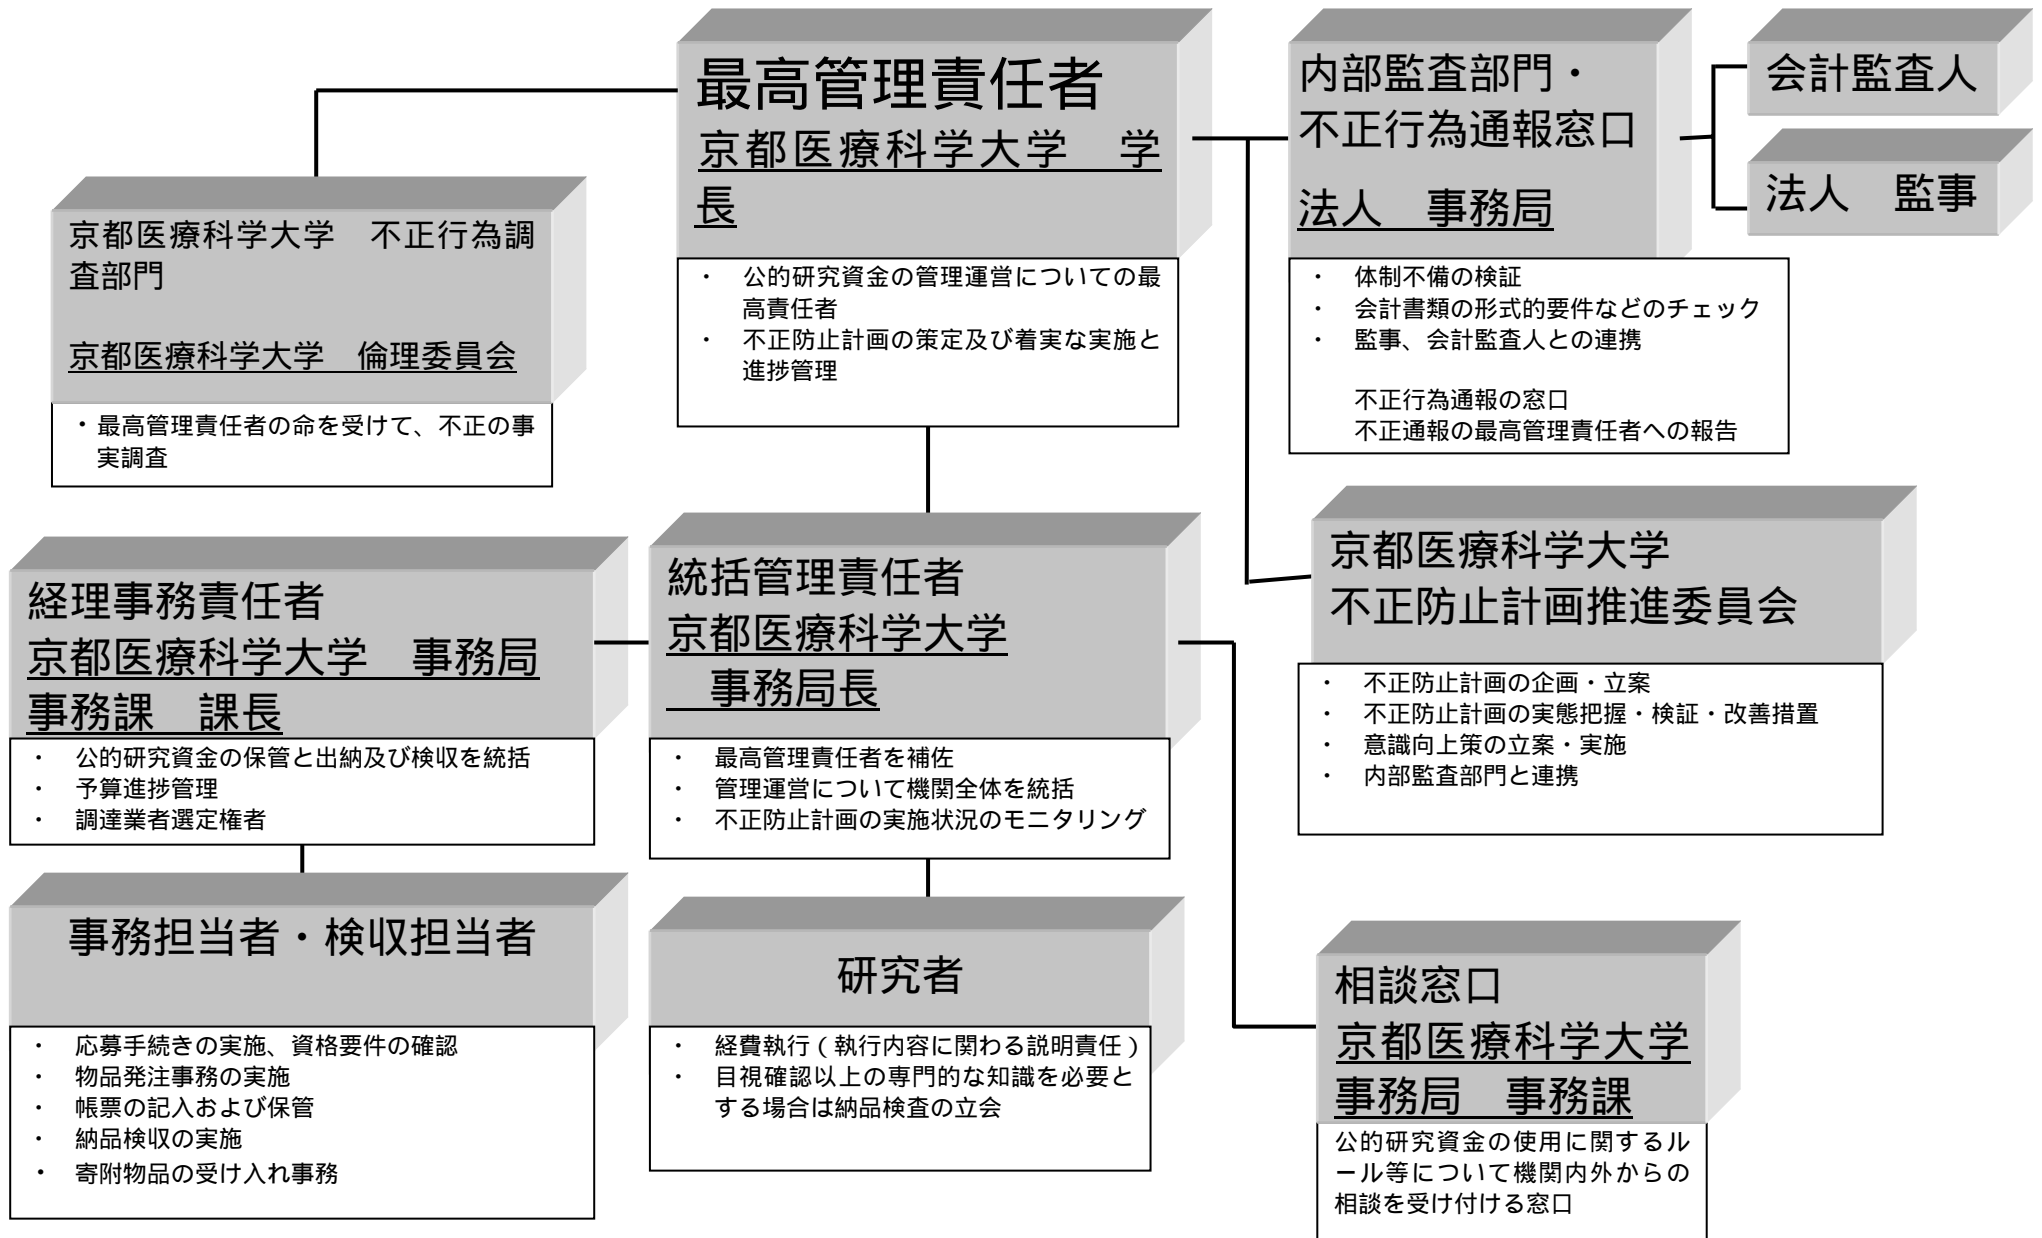 最高管理責任者
京都医療科学大学　学
長
・　公的研究資金の管理運営についての最
高責任者
・　不正防止計画の策定及び着実な実施と
進捗管理
内部監査部門・
不正行為通報窓口
法人　事務局
・　体制不備の検証
・　会計書類の形式的要件などのチェック
・　監事、会計監査人との連携
不正行為通報の窓口
不正通報の最高管理責任者への報告
会計監査人
法人　監事
京都医療科学大学　不正行為調
査部門
京都医療科学大学　倫理委員会
・最高管理責任者の命を受けて、不正の事
実調査
経理事務責任者
京都医療科学大学　事務局
事務課　課長
・　公的研究資金の保管と出納及び検収を統括
・　予算進捗管理
・　調達業者選定権者
統括管理責任者
京都医療科学大学
　事務局長
・　最高管理責任者を補佐
・　管理運営について機関全体を統括
・　不正防止計画の実施状況のモニタリング
京都医療科学大学
不正防止計画推進委員会
・　不正防止計画の企画・立案
・　不正防止計画の実態把握・検証・改善措置
・　意識向上策の立案・実施
・　内部監査部門と連携
事務担当者・検収担当者
・　応募手続きの実施、資格要件の確認
・　物品発注事務の実施
・　帳票の記入および保管
・　納品検収の実施
・　寄附物品の受け入れ事務
研究者
・　経費執行（執行内容に関わる説明責任）
・　目視確認以上の専門的な知識を必要と
する場合は納品検査の立会
相談窓口
京都医療科学大学
事務局　事務課
公的研究資金の使用に関するル
ール等について機関内外からの
相談を受け付ける窓口